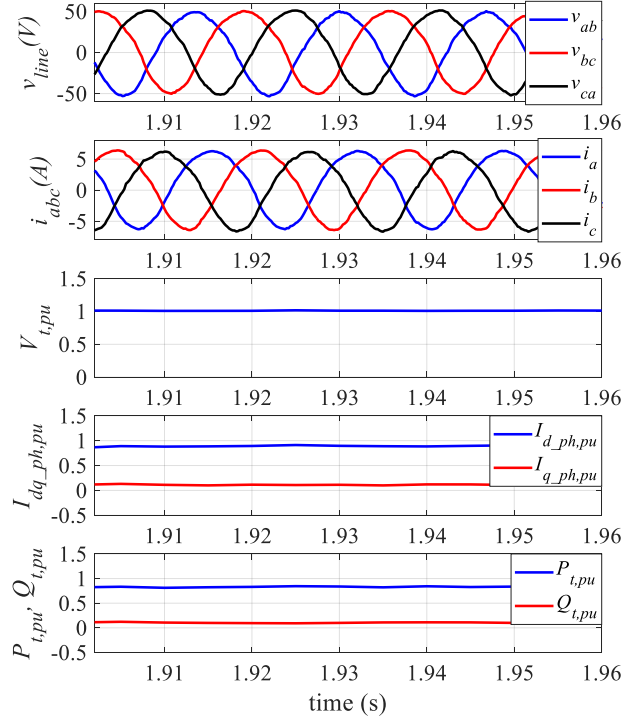 50
0
-50
v_line(V)
v_ab
v_bc
v_ca
1.91 1.92 1.93 1.94 1.95 1.96
5
0
-5
i_abc(A)
i_a
i_b
i_c
1.91 1.92 1.93 1.94 1.95 1.96
1.5
1
0.5
0
V_t,pu
1.91 1.92 1.93 1.94 1.95 1.96
1.5
1
0.5
0
-0.5
I_dq_ph,pu
I_d_ph,pu
I_q_ph,pu
1.91 1.92 1.93 1.94 1.95 1.96
1.5
1
0.5
0
-0.5
P_t,pu, Q_t,pu
P_t,pu
Q_t,pu
1.91 1.92 1.93 1.94 1.95 1.96
time (s)